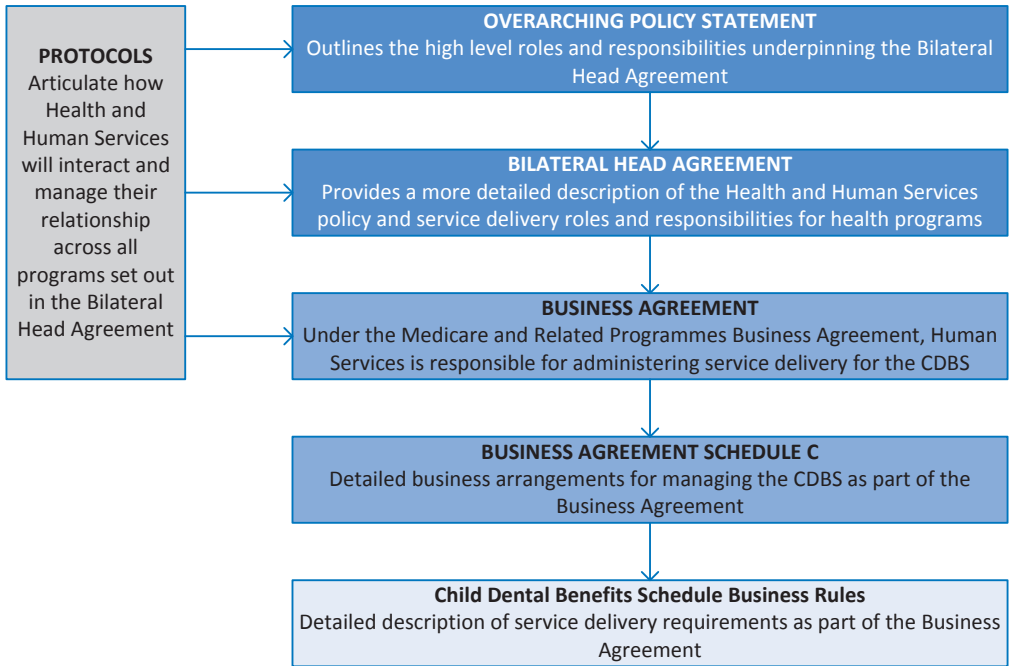 PROTOCOLS
Articulate how
Health and
Human Services
will interact and
manage their
relationship
across all
programs set out
in the Bilateral
Head Agreement
OVERARCHING POLICY STATEMENT
Outlines the high level roles and responsibilities underpinning the Bilateral
Head Agreement
BILATERAL HEAD AGREEMENT
Provides a more detailed description of the Health and Human Services
policy and service delivery roles and responsibilities for health programs
BUSINESS AGREEMENT
Under the Medicare and Related Programmes Business Agreement, Human
Services is responsible for administering service delivery for the CDBS
BUSINESS AGREEMENT SCHEDULE C
Detailed business arrangements for managing the CDBS as part of the
Business Agreement
Child Dental Benefits Schedule Business Rules
Detailed description of service delivery requirements as part of the Business
Agreement